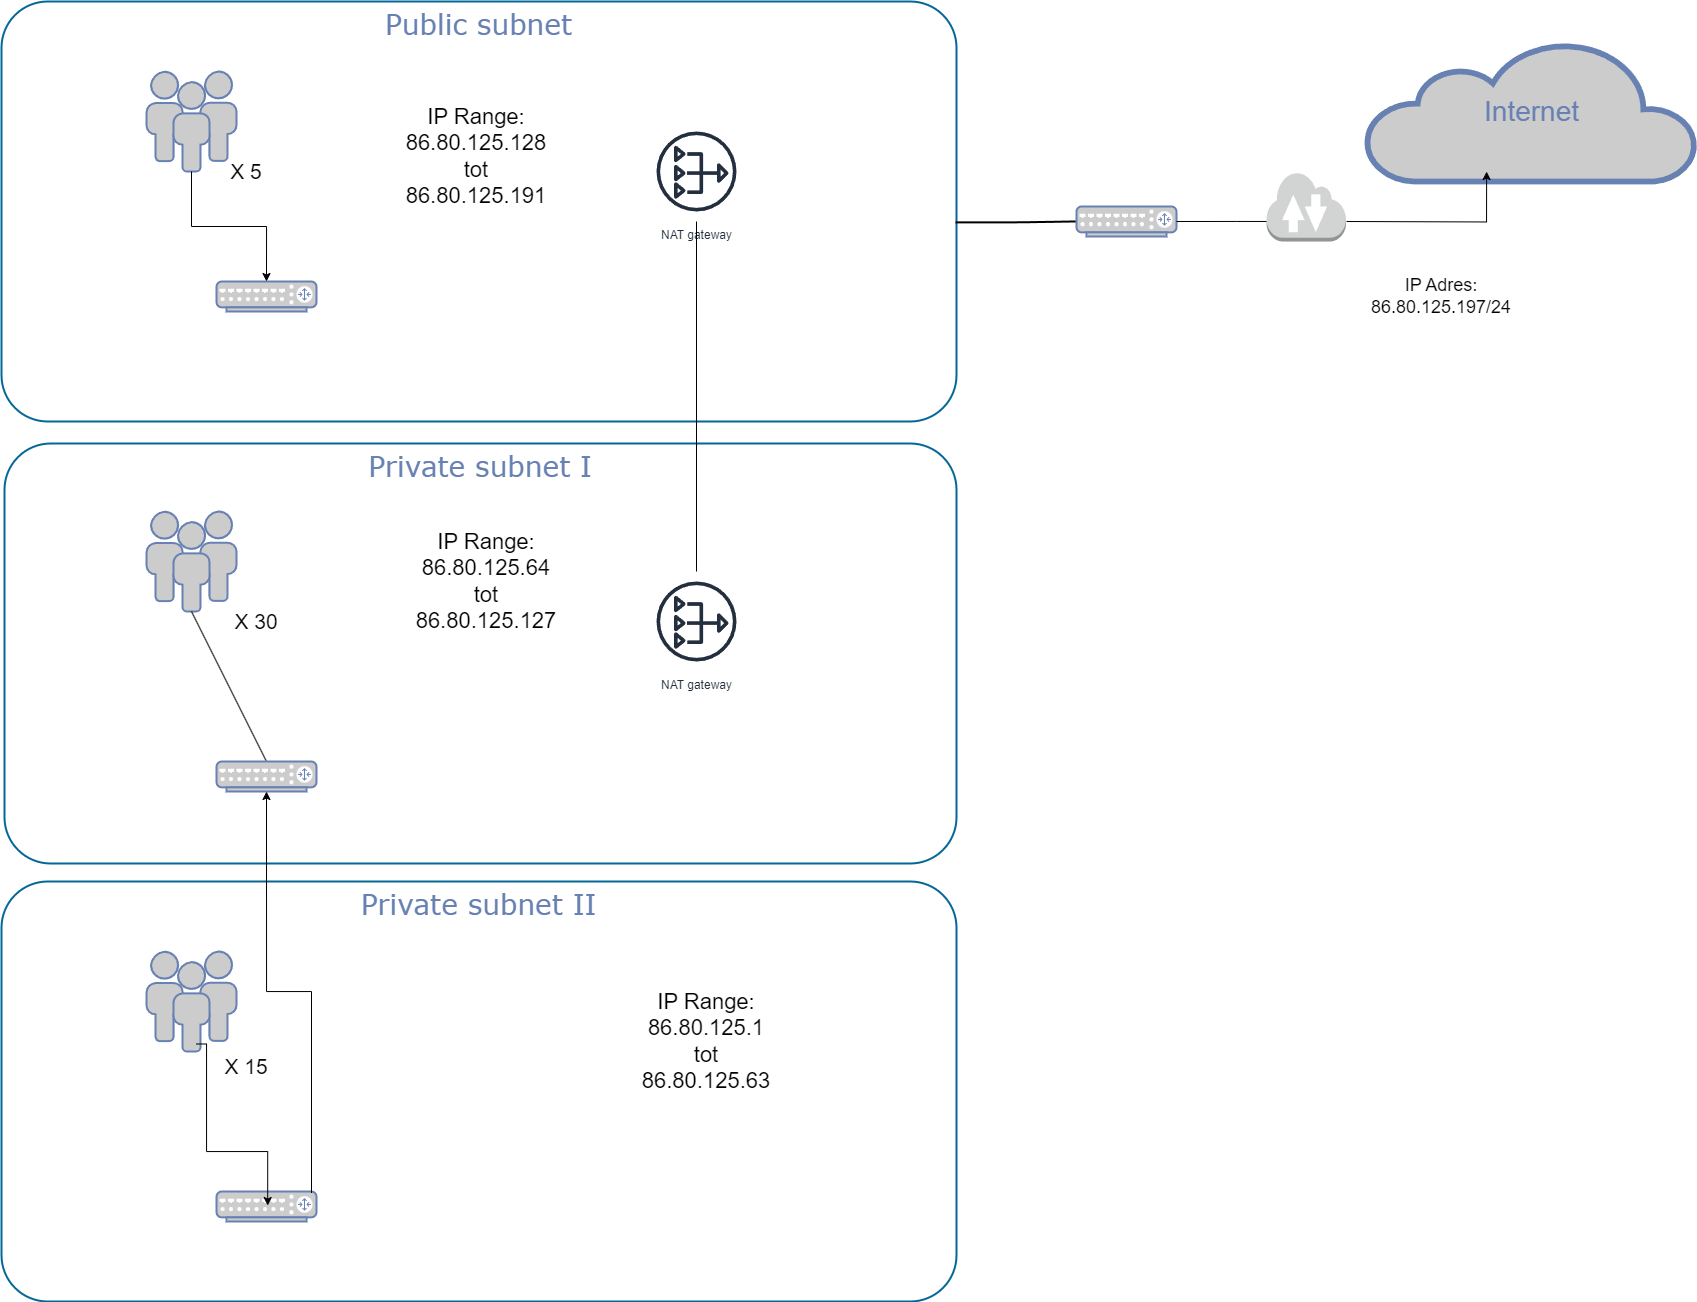 Public subnet
X 5
IP Range:
86.80.125.128
tot
86.80.125.191
NAT gateway
Internet
IP Adres:
86.80.125.197/24
Private subnet I
X 30
IP Range:
86.80.125.64
tot
86.80.125.127
NAT gateway
Private subnet II
X 15
IP Range:
86.80.125.1
tot
86.80.125.63